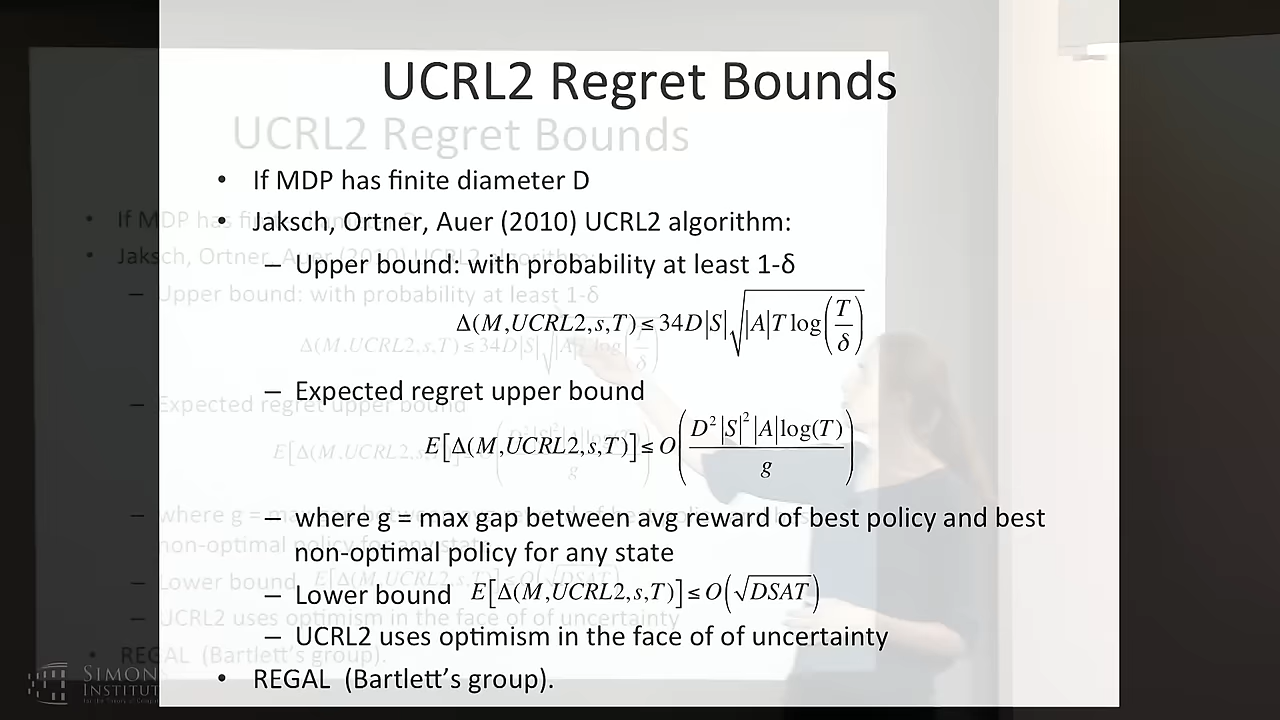 UCRL2 Regret Bounds
• If MDP has finite diameter D
• Jaksch, Ortner, Auer (2010) UCRL2 algorithm:
– Upper bound: with probability at least 1-δ
Δ(M,UCRL2,s,T) ≤ 34D|S|√(|A|T log(T/δ))
– Expected regret upper bound
E[Δ(M,UCRL2,s,T)] ≤ O(D²|S|²|A|log(T)/g)
– where g = max gap between avg reward of best policy and best
non-optimal policy for any state
– Lower bound E[Δ(M,UCRL2,s,T)] ≤ O(√DSAT)
– UCRL2 uses optimism in the face of of uncertainty
• REGAL (Bartlett's group).
SIMONS
INSTITUT